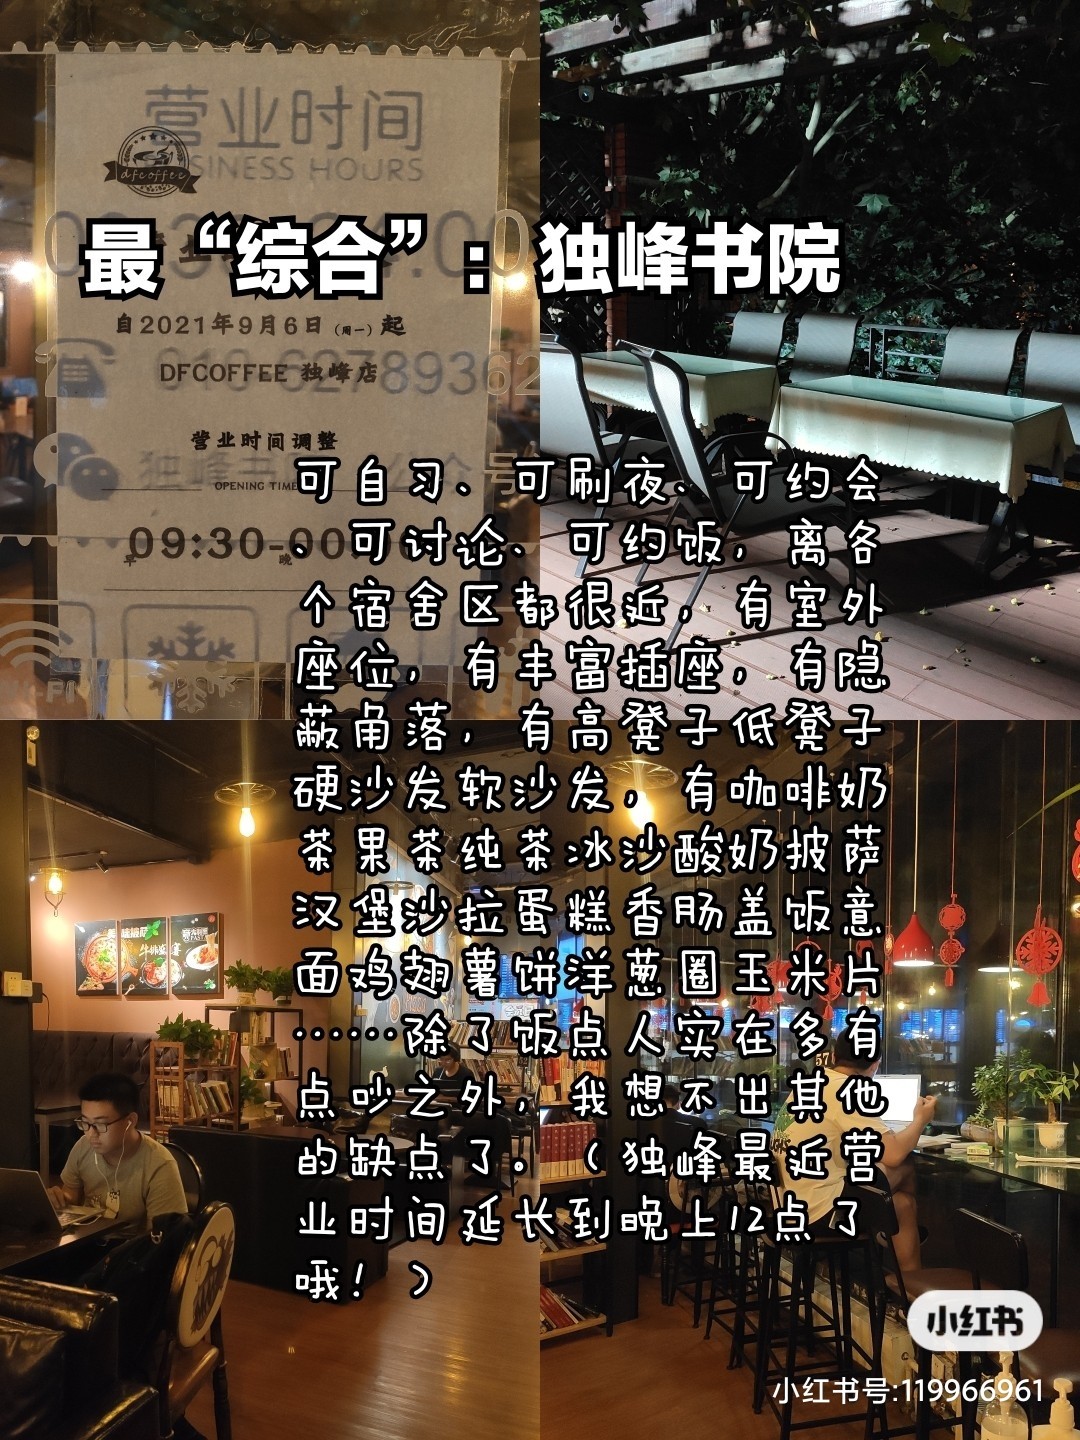 营业时间
SINESS HOURS
dfcoffee
最“综合”：独峰书院
自2021年9月6日（周一）起
DFCOFFEE 独峰店
营业时间调整
OPENING TIME
早09:30-00
晚
可自习、可刷夜、可约会
、可讨论、可约饭，离各
个宿舍区都很近，有室外
座位，有丰富插座，有隐
蔽角落，有高凳子低凳子
硬沙发软沙发，有咖啡奶
茶果茶纯茶冰沙酸奶披萨
汉堡沙拉蛋糕香肠盖饭意
面鸡翅薯饼洋葱圈玉米片
……除了饭点人实在多有
点吵之外，我想不出其他
的缺点了。（独峰最近营
业时间延长到晚上12点了
哦！）
小红书
小红书号:119966961